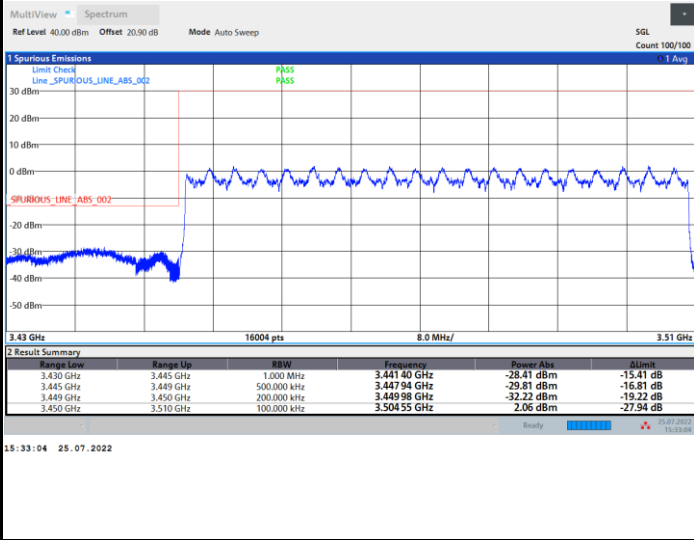 MultiView Spectrum
Ref Level 40.00 dBm Offset 20.90 dB Mode Auto Sweep SGL
Count 100/100
1 Spurious Emissions 1 Avg
Limit Check PASS
Line _SPURIOUS_LINE_ABS_002 PASS
30 dBm
20 dBm
10 dBm
0 dBm
_SPURIOUS_LINE_ABS_002
-20 dBm
-30 dBm
-40 dBm
-50 dBm
3.43 GHz 16004 pts 8.0 MHz/ 3.51 GHz
2 Result Summary
Range Low Range Up RBW Frequency Power Abs ΔLimit
3.430 GHz 3.445 GHz 1.000 MHz 3.441 40 GHz -28.41 dBm -15.41 dB
3.445 GHz 3.449 GHz 500.000 kHz 3.447 94 GHz -29.81 dBm -16.81 dB
3.449 GHz 3.450 GHz 200.000 kHz 3.449 98 GHz -32.22 dBm -19.22 dB
3.450 GHz 3.510 GHz 100.000 kHz 3.504 55 GHz 2.06 dBm -27.94 dB
Ready 25.07.2022
15:33:04
15:33:04 25.07.2022